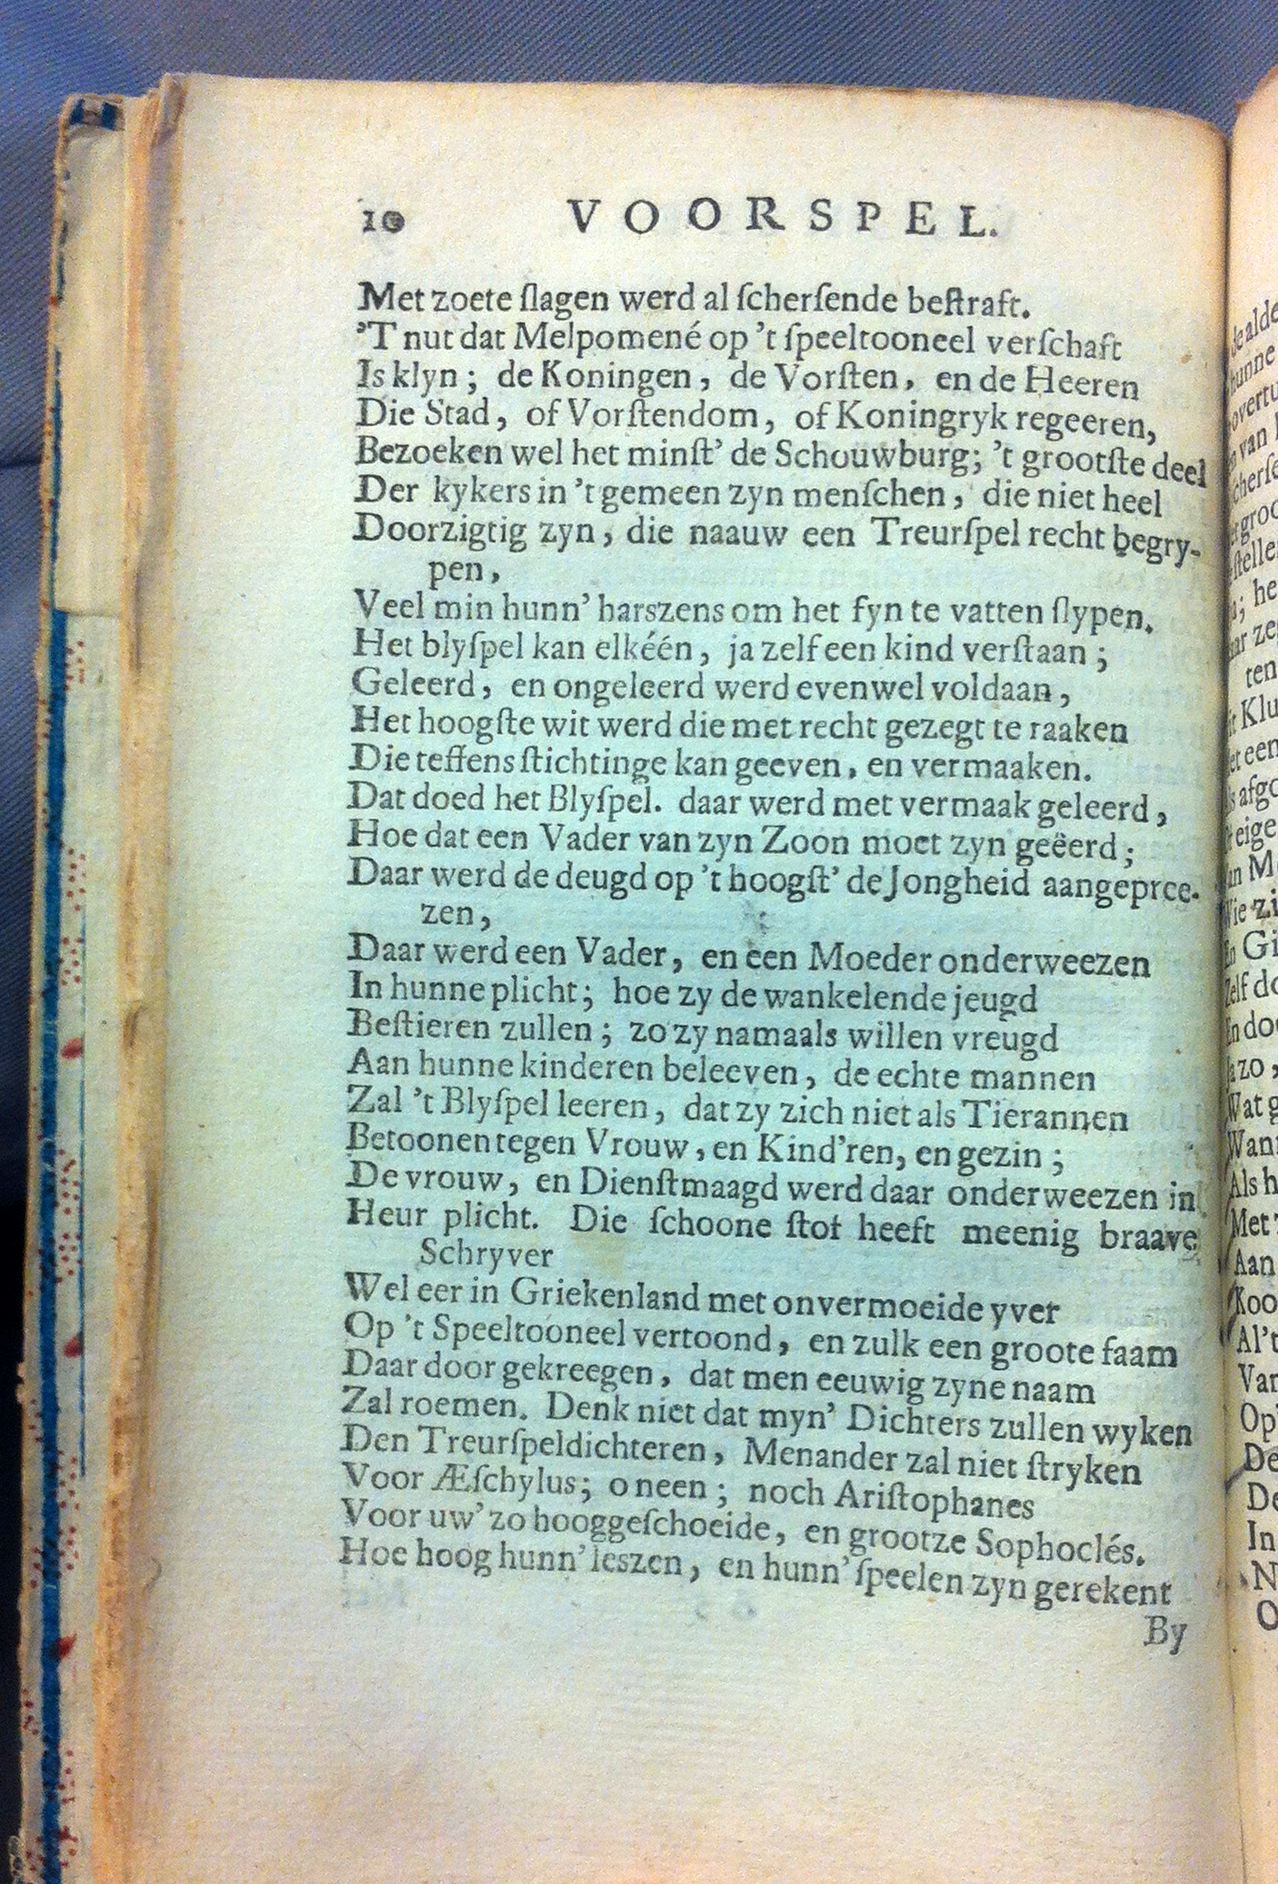 10 VOORSPEL.
Met zoete ſlagen werd al ſcherſende beſtraft.
'T nut dat Melpomené op 't ſpeeltooneel verſchaft
Is klyn; de Koningen, de Vorſten, en de Heeren
Die Stad, of Vorſtendom, of Koningryk regeeren,
Bezoeken wel het minſt' de Schouwburg; 't grootſte deel
Der kykers in 't gemeen zyn menſchen, die niet heel
Doorzigtig zyn, die naauw een Treurſpel recht begry-
pen,
Veel min hunn' harszens om het fyn te vatten ſlypen.
Het blyſpel kan elkéén, ja zelf een kind verſtaan;
Geleerd, en ongeleerd werd evenwel voldaan,
Het hoogſte wit werd die met recht gezegt te raaken
Die teffens ſtichtinge kan geeven, en vermaaken.
Dat doed het Blyſpel. daar werd met vermaak geleerd,
Hoe dat een Vader van zyn Zoon moet zyn geëerd;
Daar werd de deugd op 't hoogſt' de Jongheid aangepree-
zen,
Daar werd een Vader, en een Moeder onderweezen
In hunne plicht; hoe zy de wankelende jeugd
Beſtieren zullen; zo zy namaals willen vreugd
Aan hunne kinderen beleeven, de echte mannen
Zal 't Blyſpel leeren, dat zy zich niet als Tierannen
Betoonen tegen Vrouw, en Kind'ren, en gezin;
De vrouw, en Dienſtmaagd werd daar onderweezen in
Heur plicht. Die ſchoone ſtof heeft meenig braave
Schryver
Wel eer in Griekenland met onvermoeide yver
Op 't Speeltooneel vertoond, en zulk een groote faam
Daar door gekreegen, dat men eeuwig zyne naam
Zal roemen. Denk niet dat myn' Dichters zullen wyken
Den Treurſpeldichteren, Menander zal niet ſtryken
Voor Æſchylus; o neen; noch Ariſtophanes
Voor uw' zo hooggeſchoeide, en grootze Sophoclés.
Hoe hoog hunn' leszen, en hunn' ſpeelen zyn gerekent
By